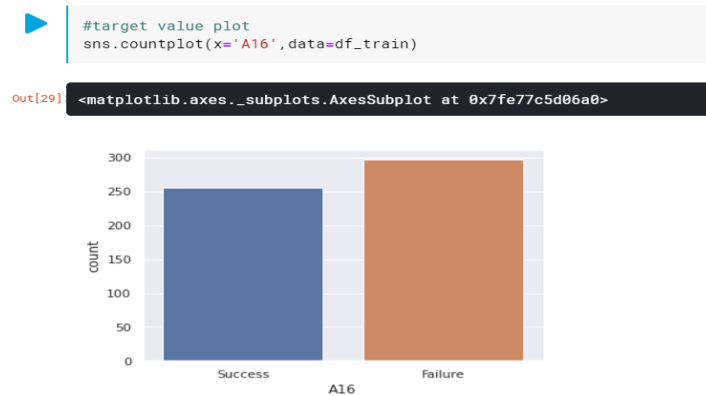 #target value plot
sns.countplot(x='A16',data=df_train)
Out[29]:
<matplotlib.axes._subplots.AxesSubplot at 0x7fe77c5d06a0>
300
250
200
150
100
50
0
count
Success Failure
A16